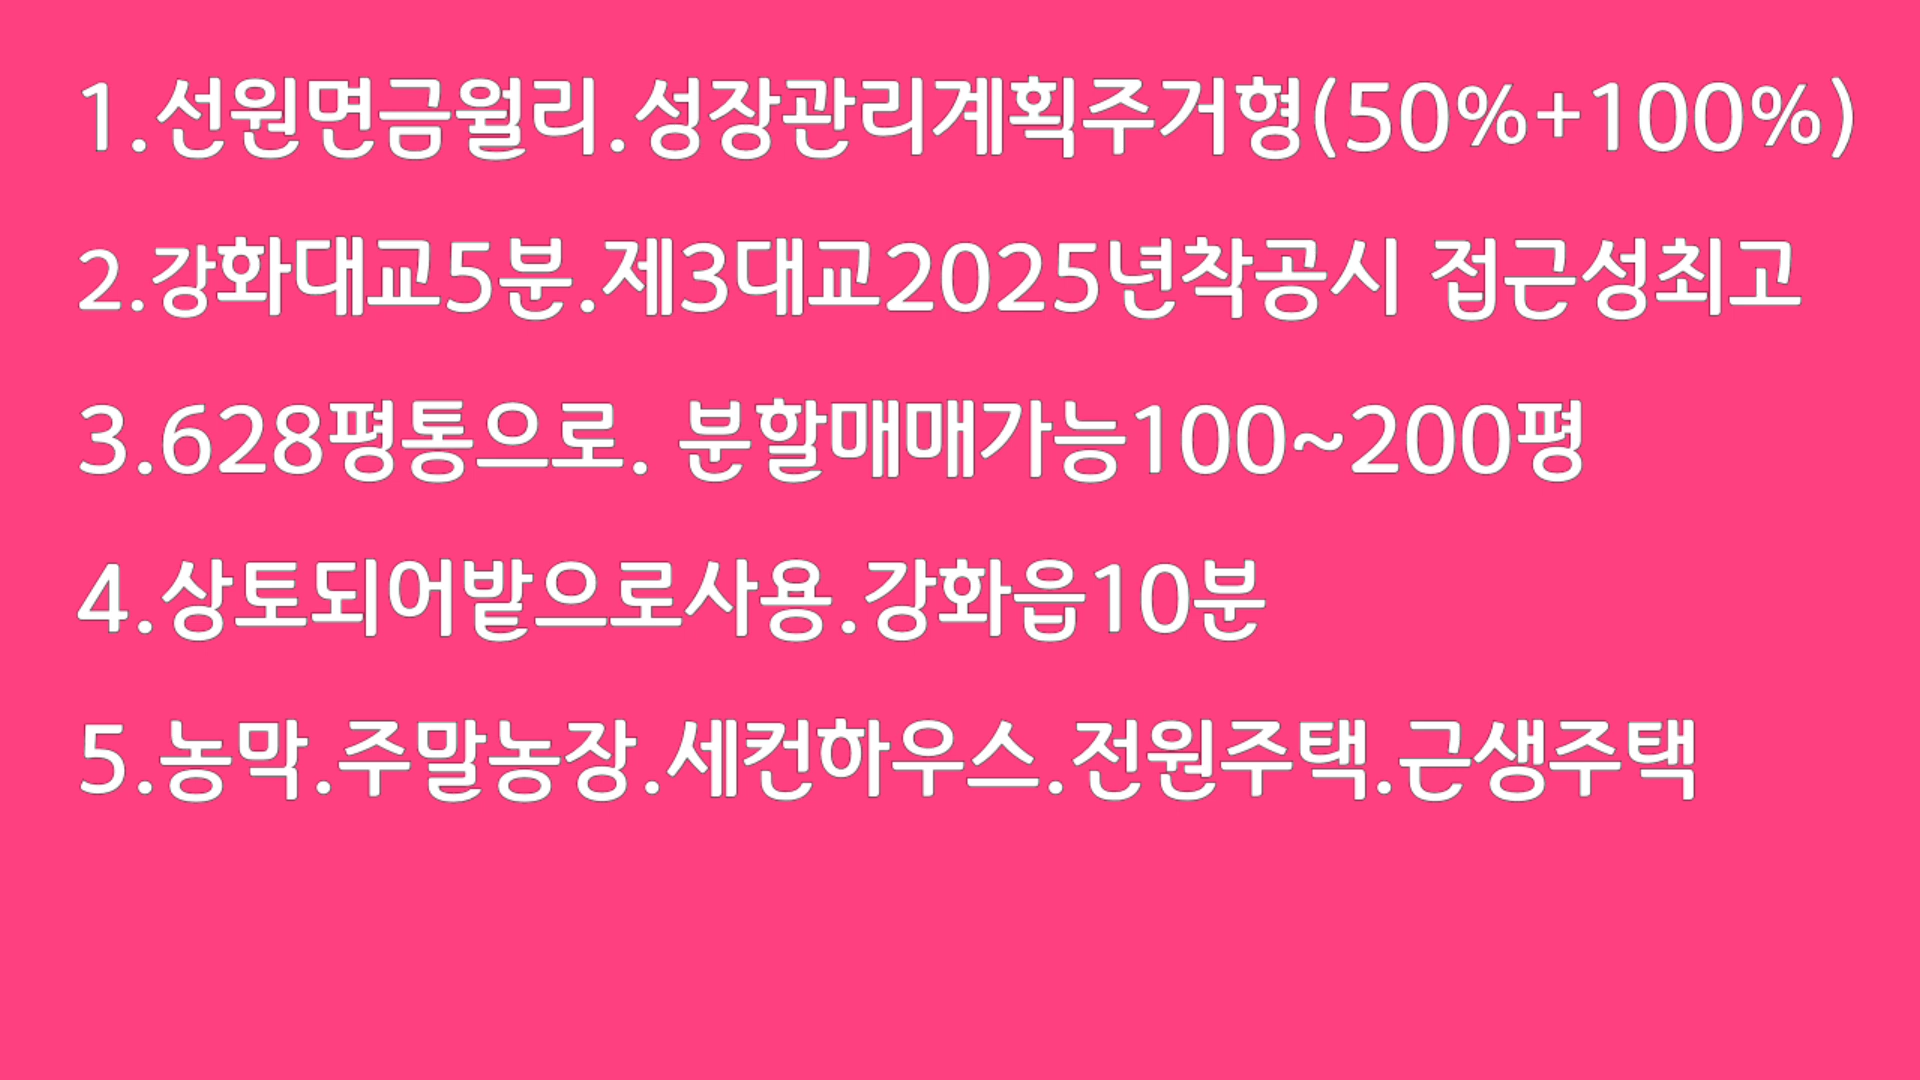 1.선원면금월리.성장관리계획주거형(50%+100%)
2.강화대교5분.제3대교2025년착공시 접근성최고
3.628평통으로. 분할매매가능100~200평
4.상토되어밭으로사용.강화읍10분
5.농막.주말농장.세컨하우스.전원주택.근생주택